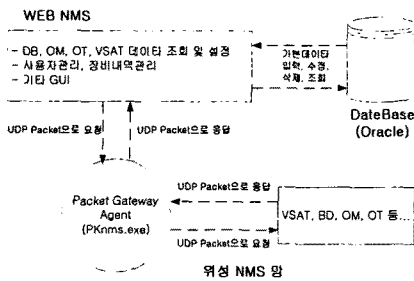 WEB NMS
- DB, OM, OT, VSAT 데이타 조회 및 설정
- 사용자관리, 장비내역관리
- 기타 GUI
기본데이타
입력, 수정,
삭제, 조회
DateBase
(Oracle)
UDP Packet으로 요청
UDP Packet으로 응답
Packet Gateway
Agent
(PKnms.exe)
UDP Packet으로 응답
VSAT, BD, OM, OT 등...
UDP Packet으로 요청
위성 NMS 망